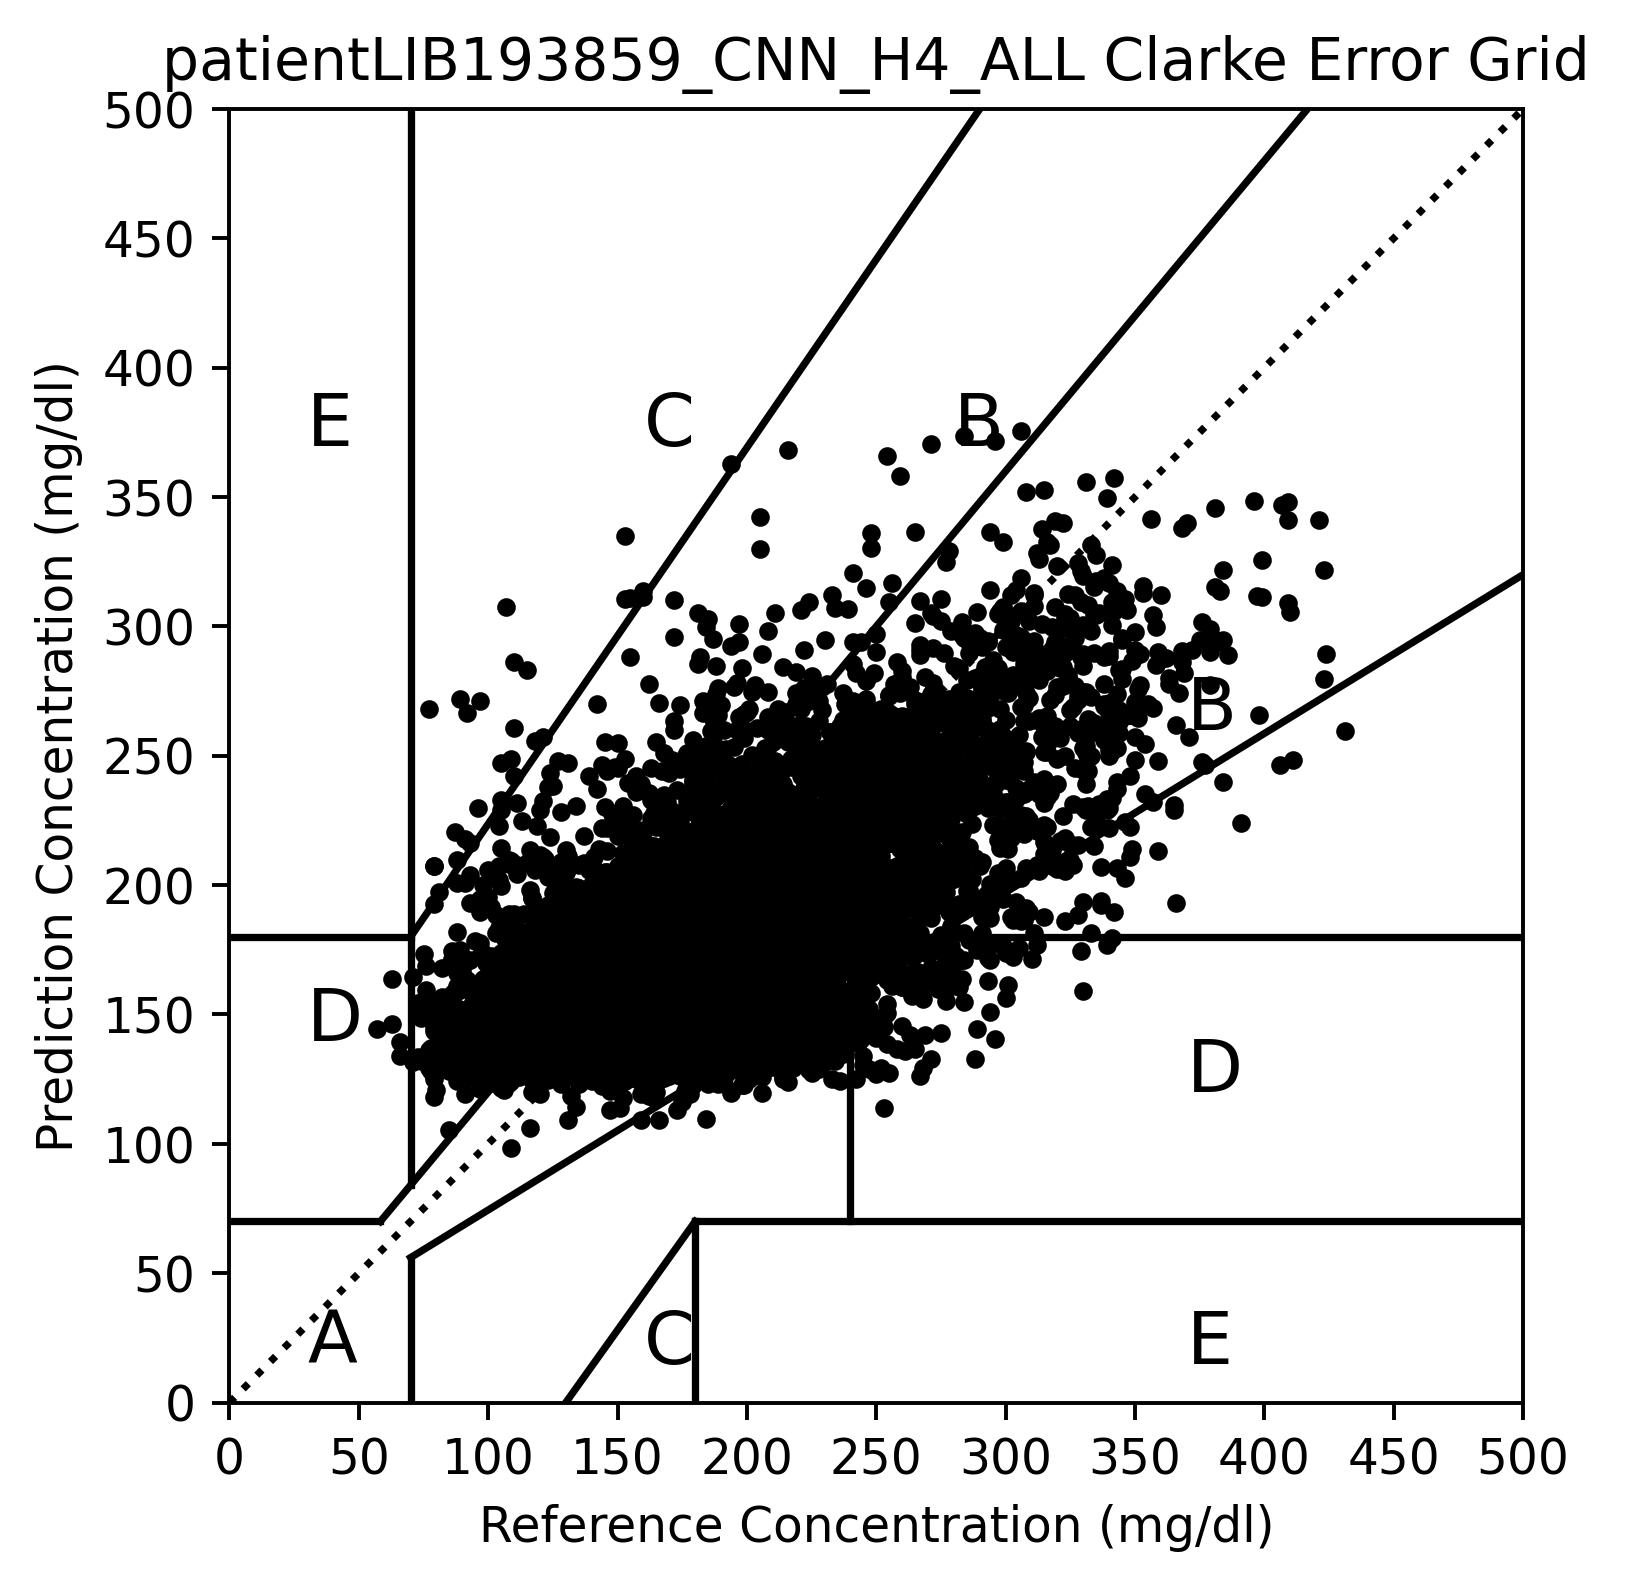 patientLIB193859_CNN_H4_ALL Clarke Error Grid
500
450
400
350
300
250
200
150
100
50
0
Prediction Concentration (mg/dl)
E
C
B
B
D
D
A
C
E
0 50 100 150 200 250 300 350 400 450 500
Reference Concentration (mg/dl)